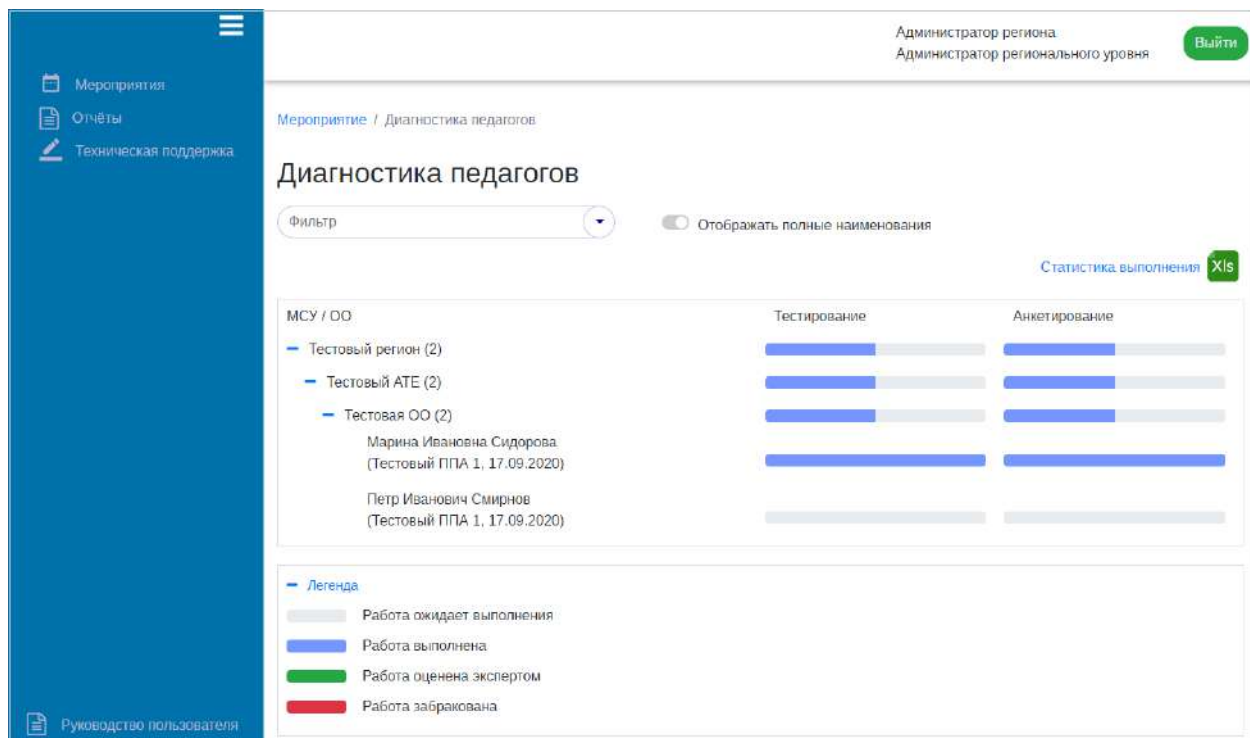 Администратор региона
Администратор регионального уровня
Выйти
Мероприятия
Отчёты
Техническая поддержка
Мероприятие / Диагностика педагогов
Диагностика педагогов
Фильтр
Отображать полные наименования
Статистика выполнения Xls
МСУ / ОО Тестирование Анкетирование
Тестовый регион (2)
Тестовый АТЕ (2)
Тестовая ОО (2)
Марина Ивановна Сидорова
(Тестовый ППА 1, 17.09.2020)
Петр Иванович Смирнов
(Тестовый ППА 1, 17.09.2020)
Легенда
Работа ожидает выполнения
Работа выполнена
Работа оценена экспертом
Работа забракована
Руководство пользователя